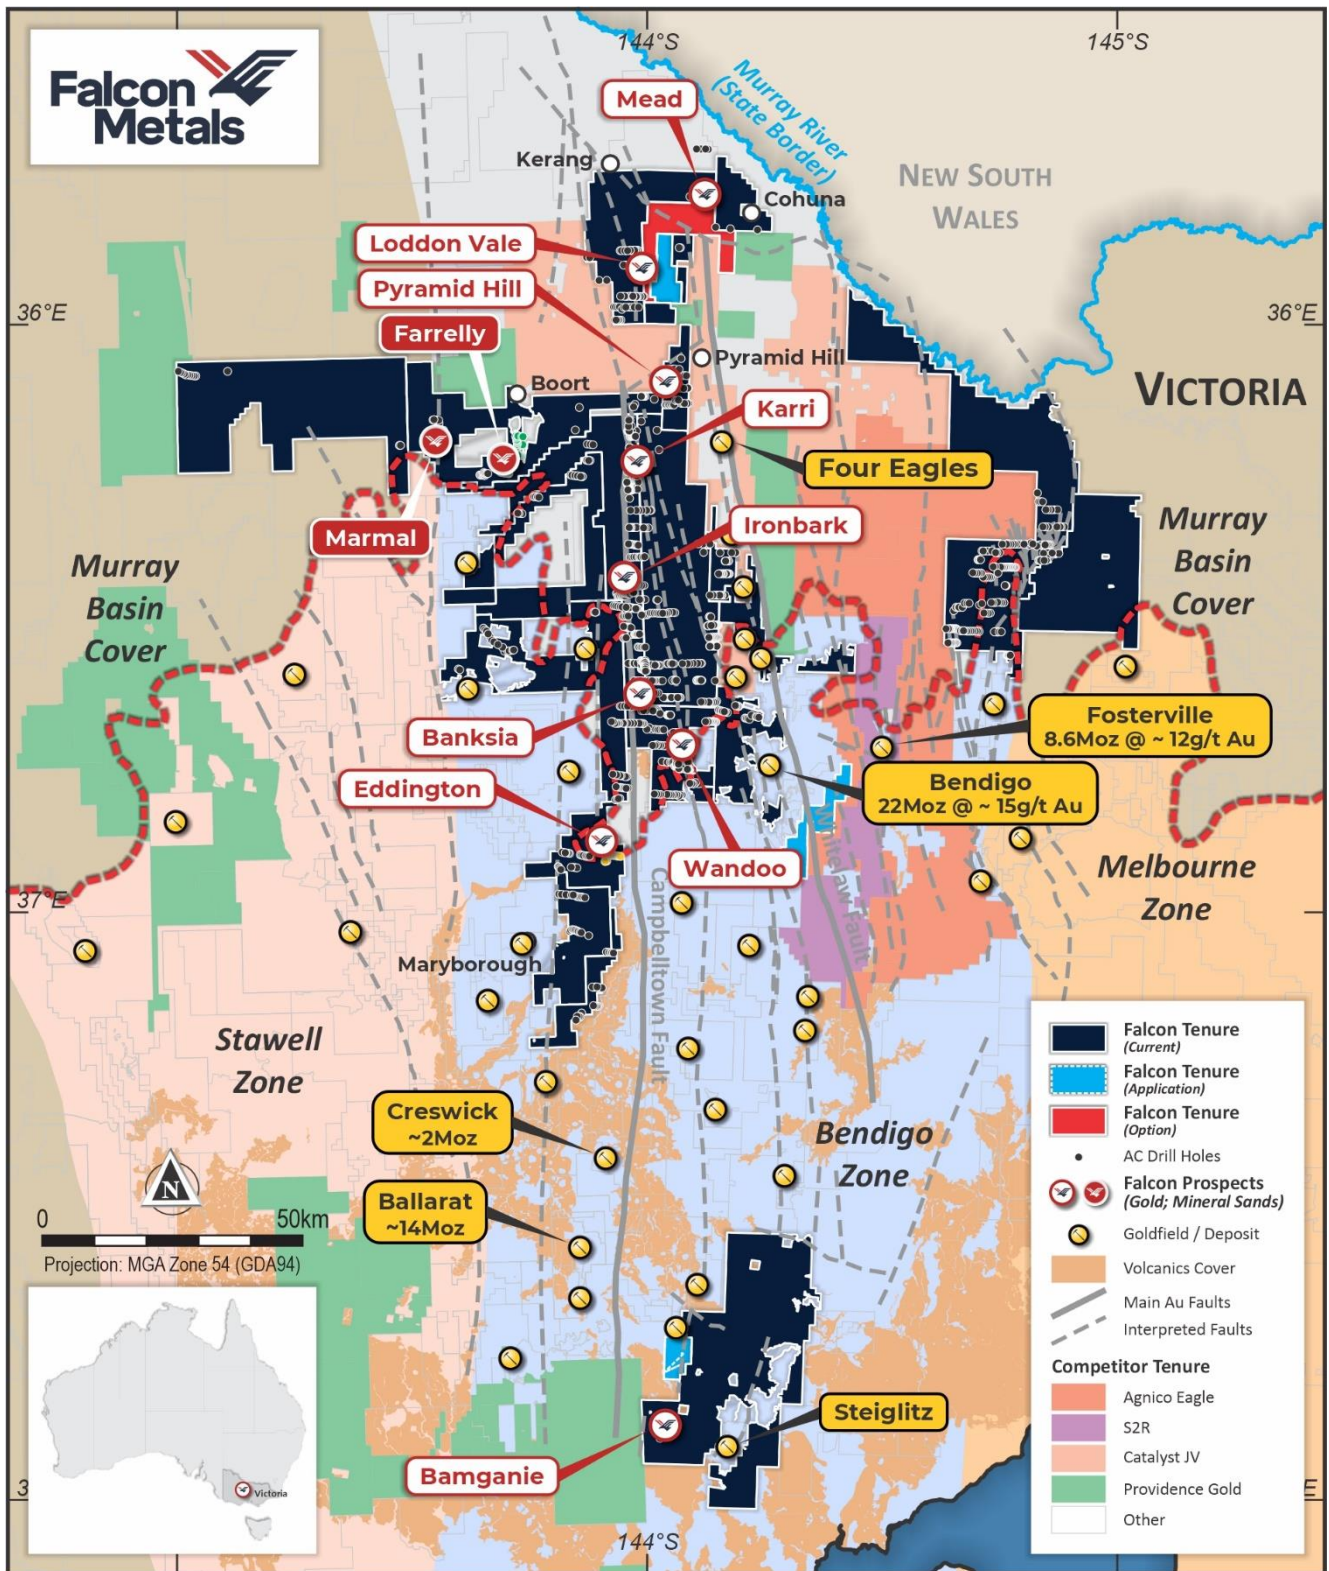 Falcon
Metals
144°S
145°S
Murray River
(State Border)
Mead
Kerang
NEW SOUTH
WALES
Cohuna
Loddon Vale
Pyramid Hill
36°E
36°E
Farrelly
Pyramid Hill
Boort
VICTORIA
Karri
Four Eagles
Ironbark
Marmal
Murray
Basin
Cover
Murray
Basin
Cover
Banksia
Fosterville
8.6Moz @ ~ 12g/t Au
Eddington
Bendigo
22Moz @ ~ 15g/t Au
Wandoo
Whitelaw Fault
Melbourne
Zone
37°E
Campbelltown Fault
Maryborough
Stawell
Zone
Creswick
~2Moz
Bendigo
Zone
Ballarat
~14Moz
N
0 50km
Projection: MGA Zone 54 (GDA94)
Steiglitz
Bamganie
Victoria
144°S
Falcon Tenure
(Current)
Falcon Tenure
(Application)
Falcon Tenure
(Option)
AC Drill Holes
Falcon Prospects
(Gold; Mineral Sands)
Goldfield / Deposit
Volcanics Cover
Main Au Faults
Interpreted Faults
Competitor Tenure
Agnico Eagle
S2R
Catalyst JV
Providence Gold
Other